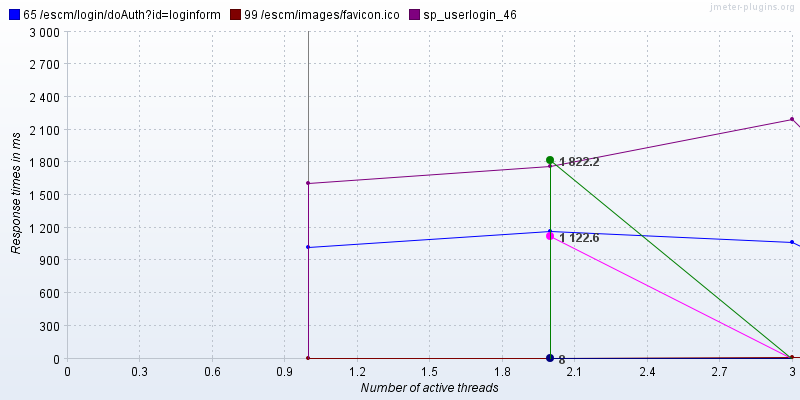 jmeter-plugins.org
65 /escm/login/doAuth?id=loginform 99 /escm/images/favicon.ico sp_userlogin_46
3 000
2 700
2 400
2 100
1 800
1 500
1 200
900
600
300
0
Response times in ms
1 822.2
1 122.6
8
0 0.3 0.6 0.9 1.2 1.5 1.8 2.1 2.4 2.7 3
Number of active threads